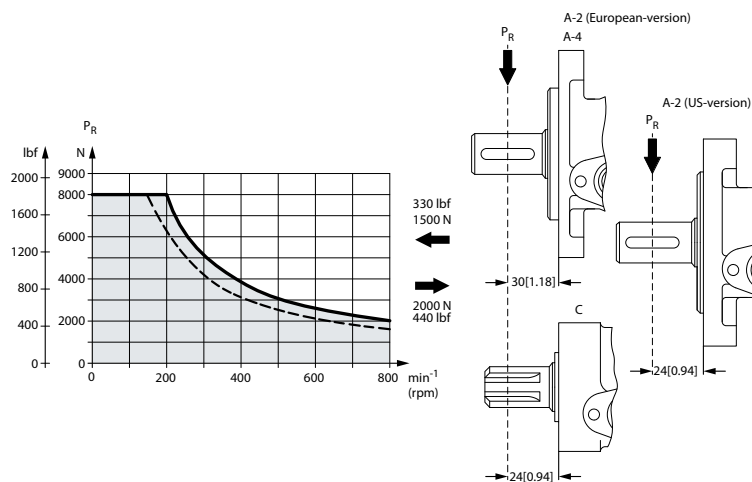 A-2 (European-version)
A-4
P_R
A-2 (US-version)
P_R
P_R
lbf
N
9000
2000
8000
1600
6000
1200
4000
800
2000
400
0
0
0
200
400
600
800
min⁻¹
(rpm)
330 lbf
1500 N
2000 N
440 lbf
30[1.18]
C
24[0.94]
24[0.94]